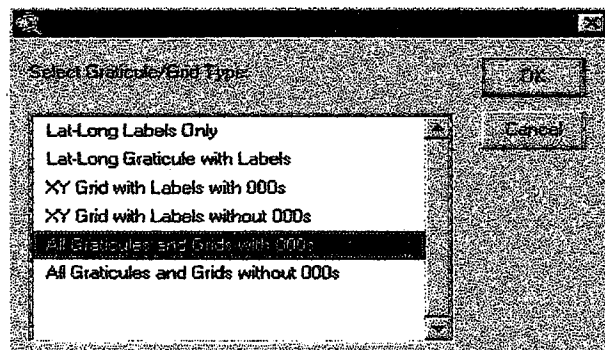 Select Graticule/Grid Type:
OK
Cancel
Lat-Long Labels Only
Lat-Long Graticule with Labels
XY Grid with Labels with 000s
XY Grid with Labels without 000s
All Graticules and Grids with 000s
All Graticules and Grids without 000s